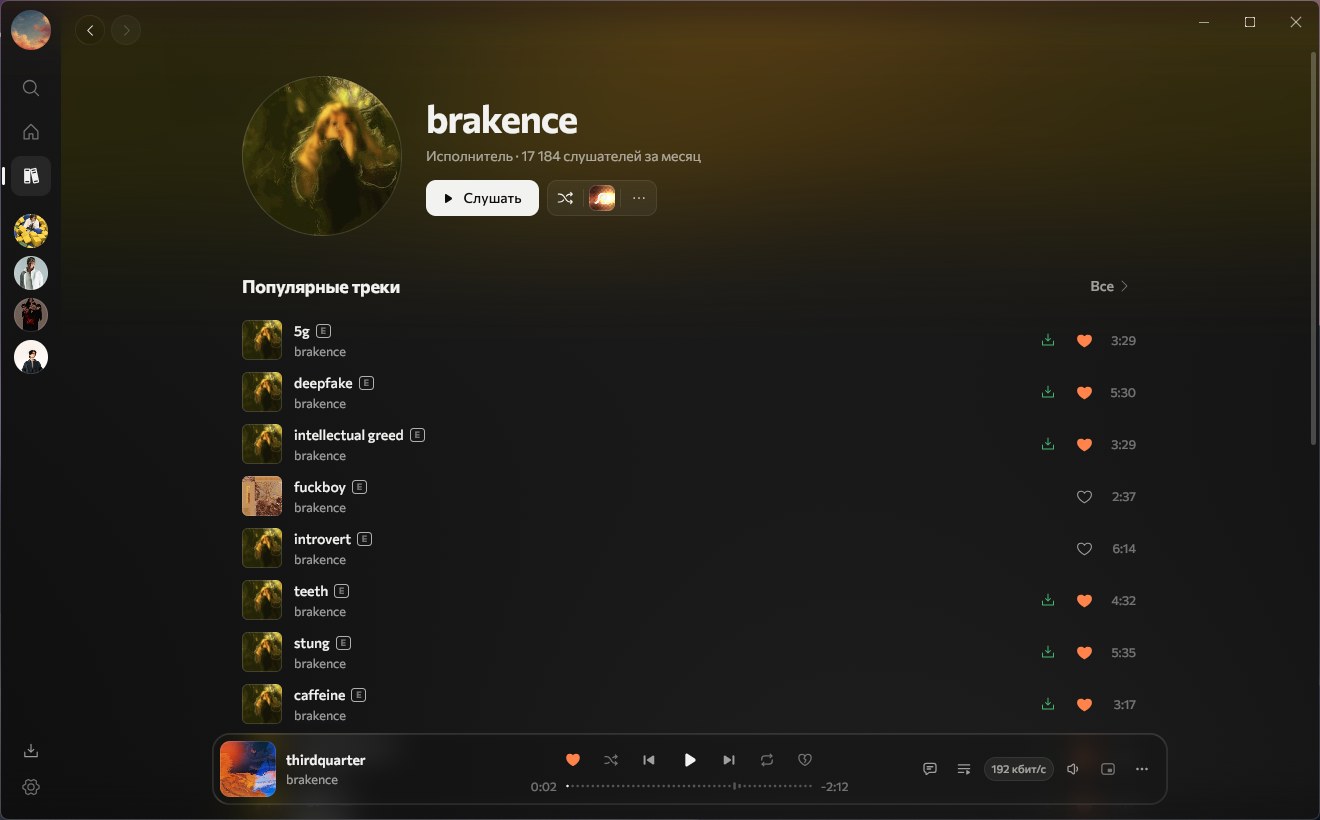 brakence
Исполнитель · 17 184 слушателей за месяц
Слушать
Популярные треки
Все
5g E
brakence
3:29
deepfake E
brakence
5:30
intellectual greed E
brakence
3:29
fuckboy E
brakence
2:37
introvert E
brakence
6:14
teeth E
brakence
4:32
stung E
brakence
5:35
caffeine E
brakence
3:17
thirdquarter
brakence
0:02
-2:12
192 кбит/с